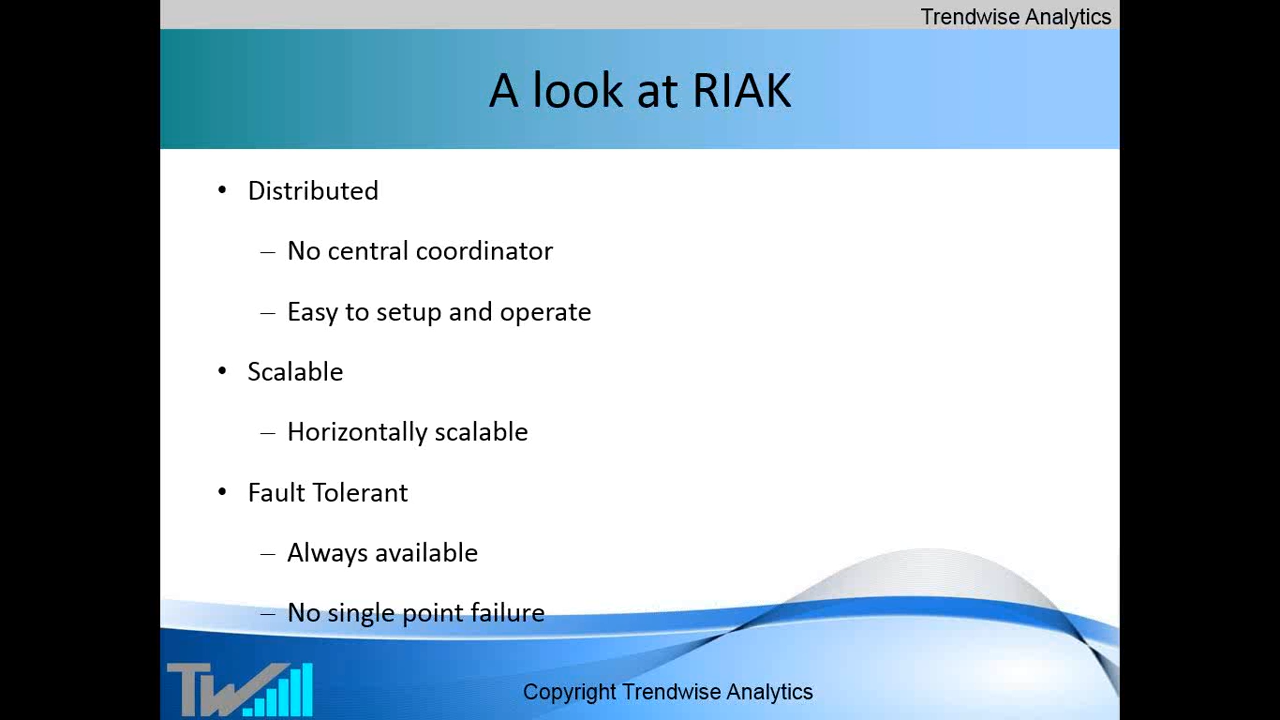 Trendwise Analytics
A look at RIAK
• Distributed
– No central coordinator
– Easy to setup and operate
• Scalable
– Horizontally scalable
• Fault Tolerant
– Always available
– No single point failure
TW
Copyright Trendwise Analytics